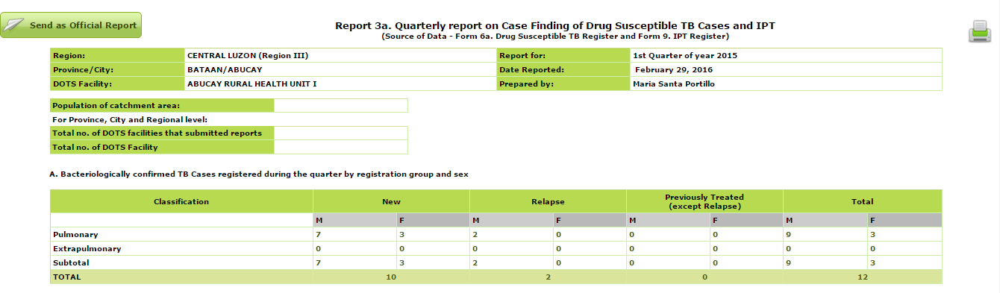 Send as Official Report
Report 3a. Quarterly report on Case Finding of Drug Susceptible TB Cases and IPT
(Source of Data - Form 6a. Drug Susceptible TB Register and Form 9. IPT Register)
Region: CENTRAL LUZON (Region III) Report for: 1st Quarter of year 2015
Province/City: BATAAN/ABUCAY Date Reported: February 29, 2016
DOTS Facility: ABUCAY RURAL HEALTH UNIT I Prepared by: Maria Santa Portillo
Population of catchment area:
For Province, City and Regional level:
Total no. of DOTS facilities that submitted reports
Total no. of DOTS Facility
A. Bacteriologically confirmed TB Cases registered during the quarter by registration group and sex
Classification New Relapse Previously Treated (except Relapse) Total
M F M F M F M F
Pulmonary 7 3 2 0 0 0 9 3
Extrapulmonary 0 0 0 0 0 0 0 0
Subtotal 7 3 2 0 0 0 9 3
TOTAL 10 2 0 12